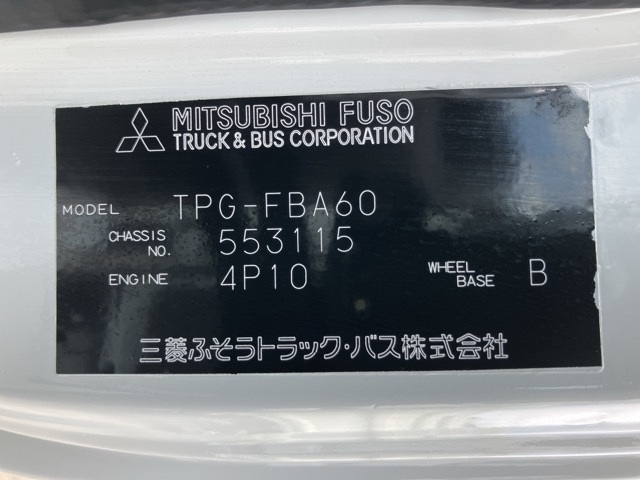 MITSUBISHI FUSO
TRUCK & BUS CORPORATION
MODEL TPG-FBA60
CHASSIS NO. 553115
ENGINE 4P10 WHEEL BASE B
三菱ふそうトラック・バス株式会社